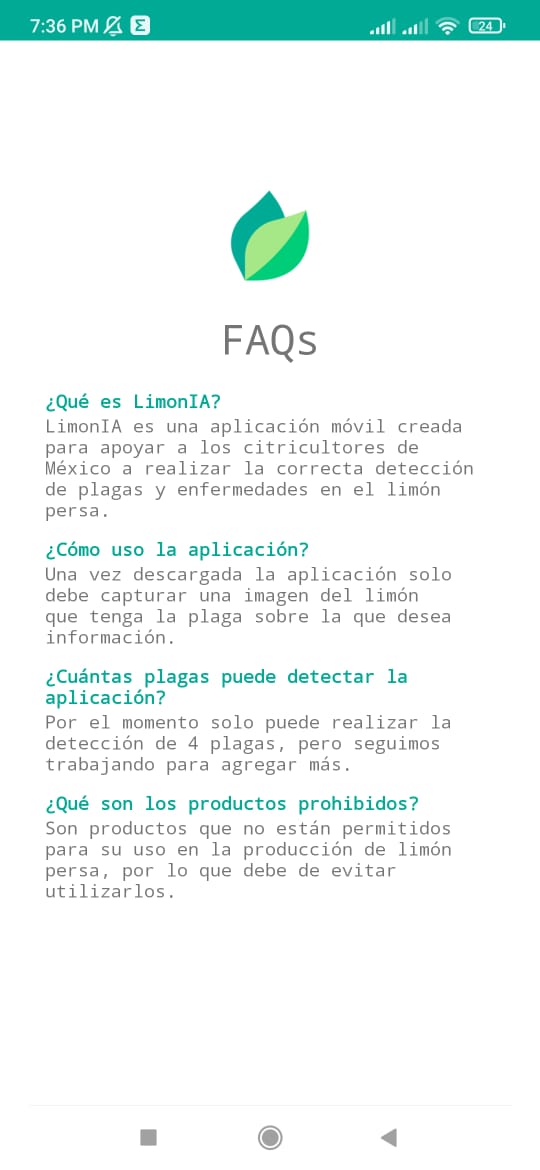 7:36 PM
24
FAQs
¿Qué es LimonIA?
LimonIA es una aplicación móvil creada
para apoyar a los citricultores de
México a realizar la correcta detección
de plagas y enfermedades en el limón
persa.
¿Cómo uso la aplicación?
Una vez descargada la aplicación solo
debe capturar una imagen del limón
que tenga la plaga sobre la que desea
información.
¿Cuántas plagas puede detectar la
aplicación?
Por el momento solo puede realizar la
detección de 4 plagas, pero seguimos
trabajando para agregar más.
¿Qué son los productos prohibidos?
Son productos que no están permitidos
para su uso en la producción de limón
persa, por lo que debe de evitar
utilizarlos.